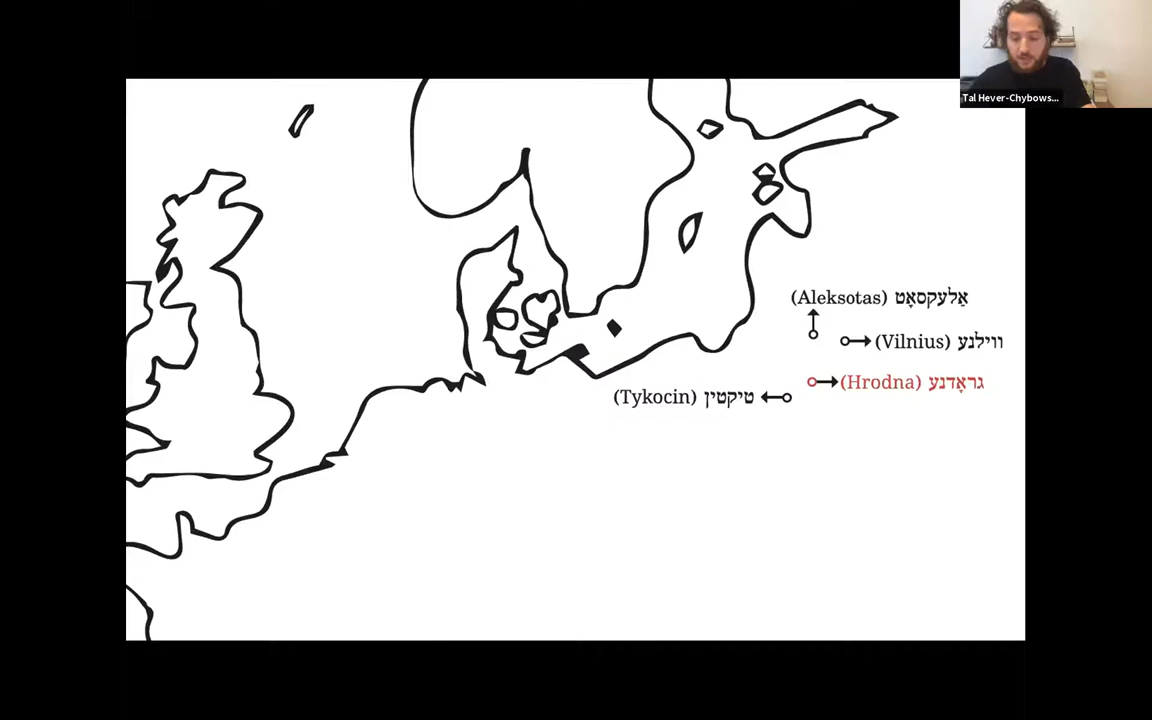 Tal Hever-Chybows...
(Aleksotas) אַלעקסאָט
(Vilnius) ווילנע
(Hrodna) גראָדנע
(Tykocin) טיקטין